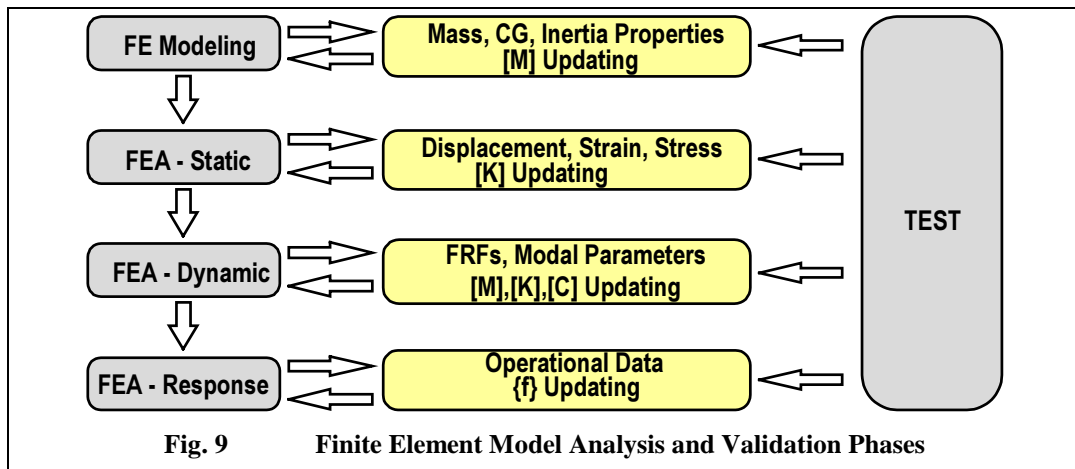 FE Modeling
Mass, CG, Inertia Properties
[M] Updating
FEA - Static
Displacement, Strain, Stress
[K] Updating
TEST
FEA - Dynamic
FRFs, Modal Parameters
[M],[K],[C] Updating
FEA - Response
Operational Data
{f} Updating
Fig. 9 Finite Element Model Analysis and Validation Phases